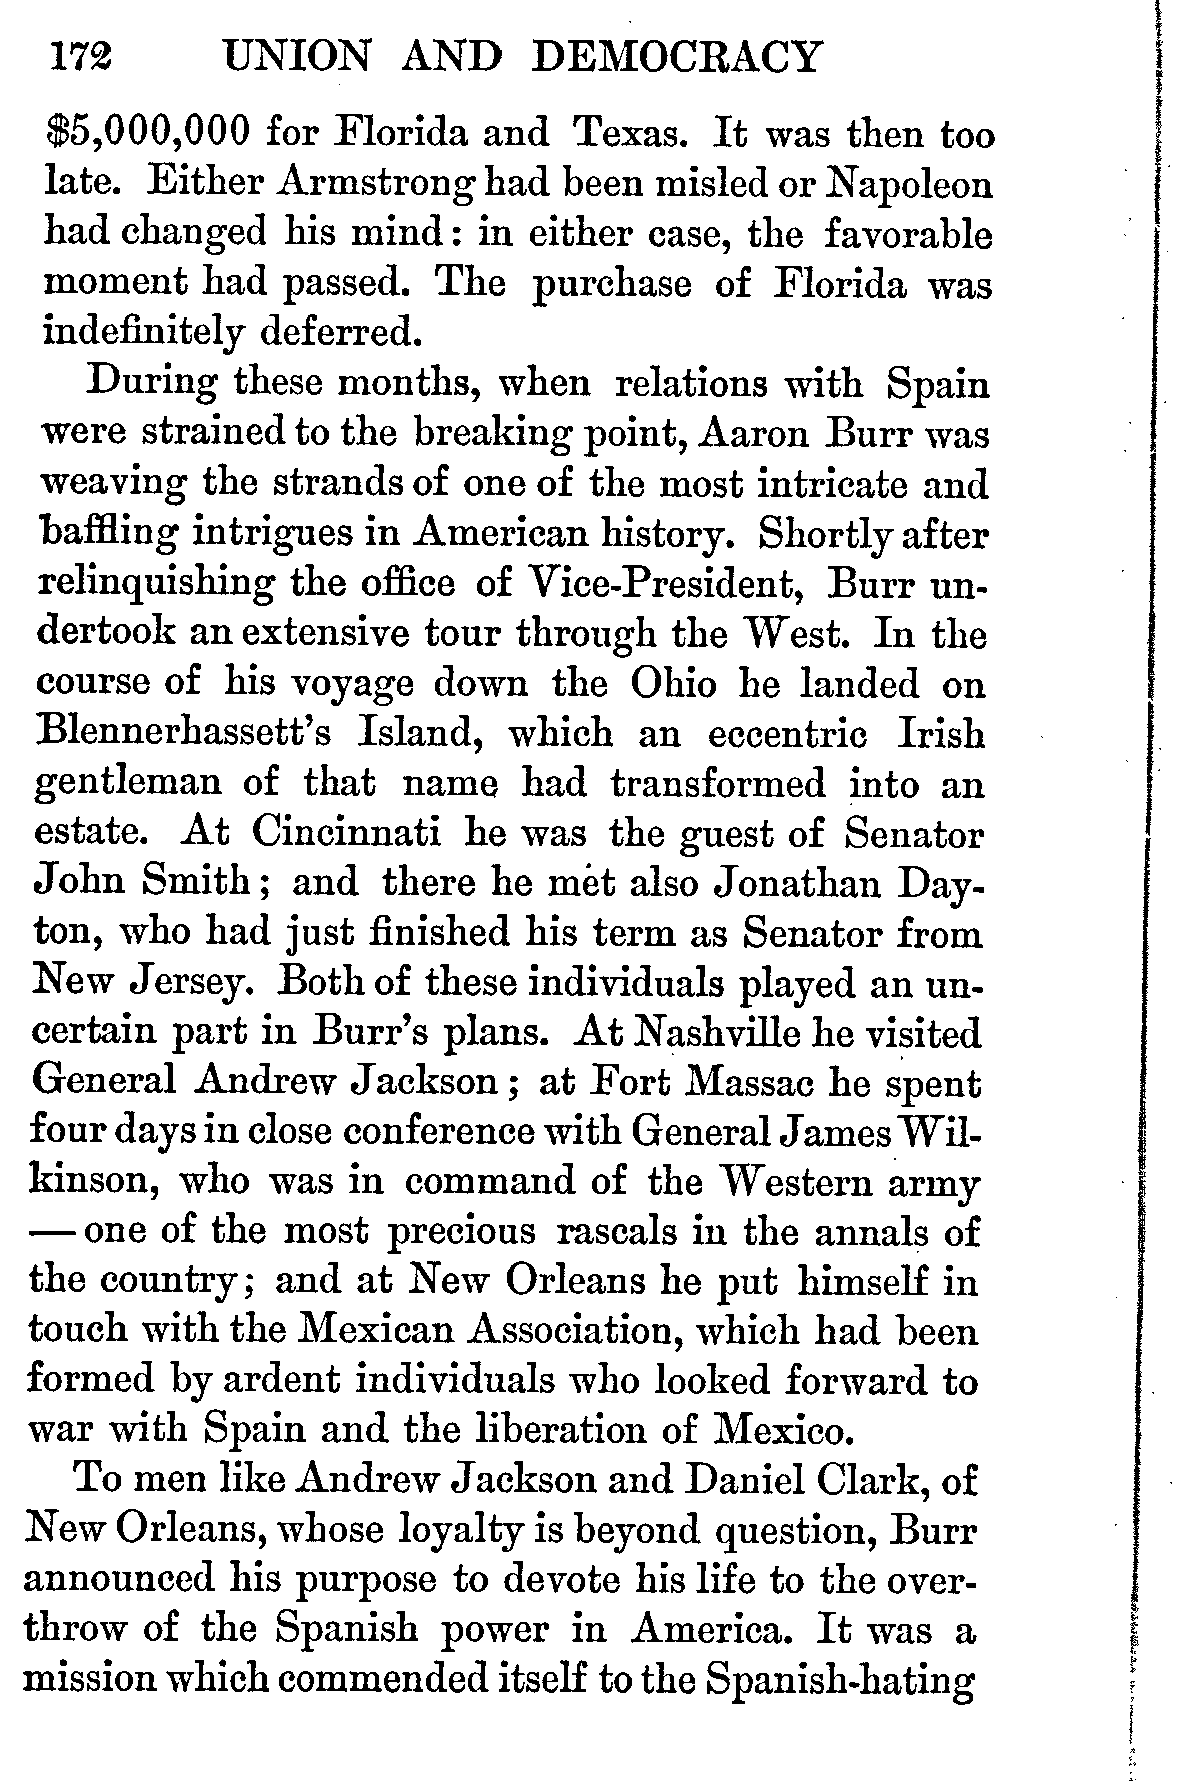 172 UNION AND DEMOCRACY
$5,000,000 for Florida and Texas. It was then too
late. Either Armstrong had been misled or Napoleon
had changed his mind: in either case, the favorable
moment had passed. The purchase of Florida was
indefinitely deferred.
During these months, when relations with Spain
were strained to the breaking point, Aaron Burr was
weaving the strands of one of the most intricate and
baffling intrigues in American history. Shortly after
relinquishing the office of Vice-President, Burr un-
dertook an extensive tour through the West. In the
course of his voyage down the Ohio he landed on
Blennerhassett's Island, which an eccentric Irish
gentleman of that name had transformed into an
estate. At Cincinnati he was the guest of Senator
John Smith; and there he met also Jonathan Day-
ton, who had just finished his term as Senator from
New Jersey. Both of these individuals played an un-
certain part in Burr's plans. At Nashville he visited
General Andrew Jackson; at Fort Massac he spent
four days in close conference with General James Wil-
kinson, who was in command of the Western army
— one of the most precious rascals in the annals of
the country; and at New Orleans he put himself in
touch with the Mexican Association, which had been
formed by ardent individuals who looked forward to
war with Spain and the liberation of Mexico.
To men like Andrew Jackson and Daniel Clark, of
New Orleans, whose loyalty is beyond question, Burr
announced his purpose to devote his life to the over-
throw of the Spanish power in America. It was a
mission which commended itself to the Spanish-hating